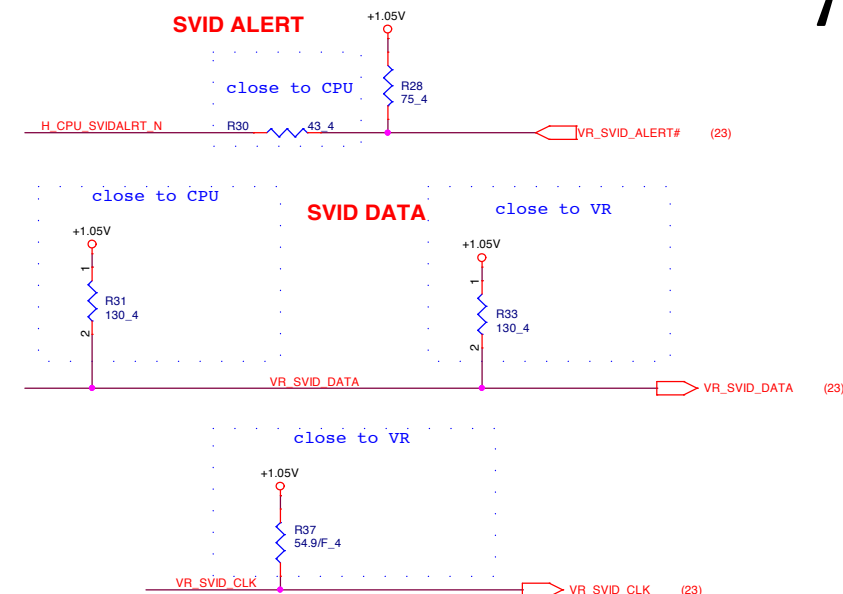 +1.05V
SVID ALERT
close to CPU
R28
75_4
H_CPU_SVIDALRT_N
R30
43_4
VR_SVID_ALERT#
(23)
close to CPU
SVID DATA
close to VR
+1.05V
+1.05V
1
1
R31
130_4
R33
130_4
2
2
VR_SVID_DATA
VR_SVID_DATA
(23)
close to VR
+1.05V
R37
54.9/F_4
VR_SVID_CLK
VR_SVID_CLK
(23)